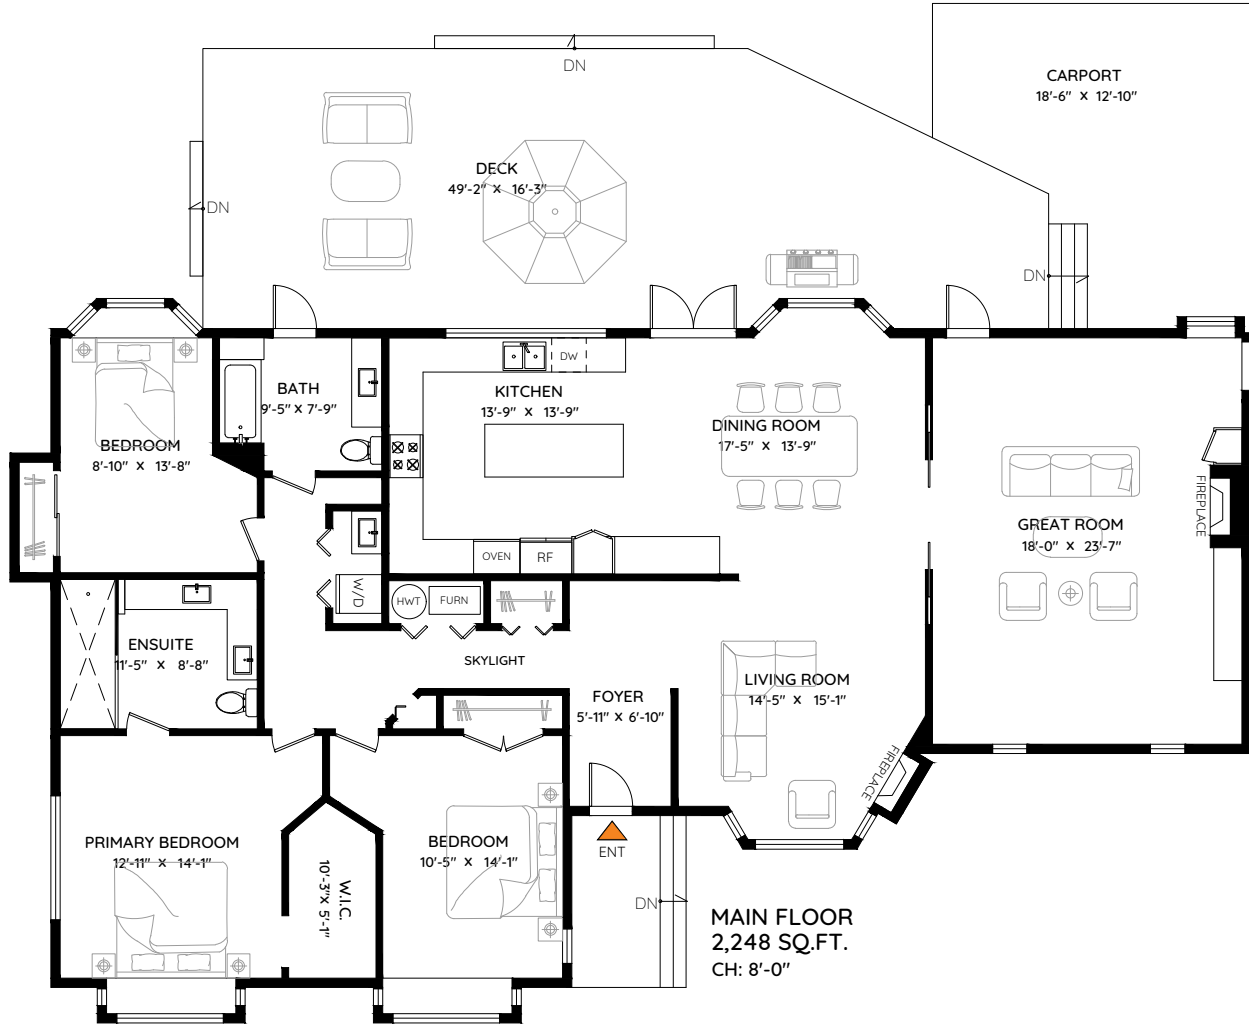 CARPORT
18'-6" X 12'-10"
DN
DECK
49'-2" X 16'-3"
DN
DN
BATH
9'-5" X 7'-9"
KITCHEN
13'-9" X 13'-9"
DW
DINING ROOM
17'-5" X 13'-9"
BEDROOM
8'-10" X 13'-8"
FIREPLACE
GREAT ROOM
18'-0" X 23'-7"
OVEN
RF
W/D
HWT
FURN
ENSUITE
11'-5" X 8'-8"
SKYLIGHT
FOYER
5'-11" X 6'-10"
LIVING ROOM
14'-5" X 15'-1"
FIREPLACE
PRIMARY BEDROOM
12'-11" X 14'-1"
W.I.C.
10'-3"X 5'-1"
BEDROOM
10'-5" X 14'-1"
ENT
DN
MAIN FLOOR
2,248 SQ.FT.
CH: 8'-0"